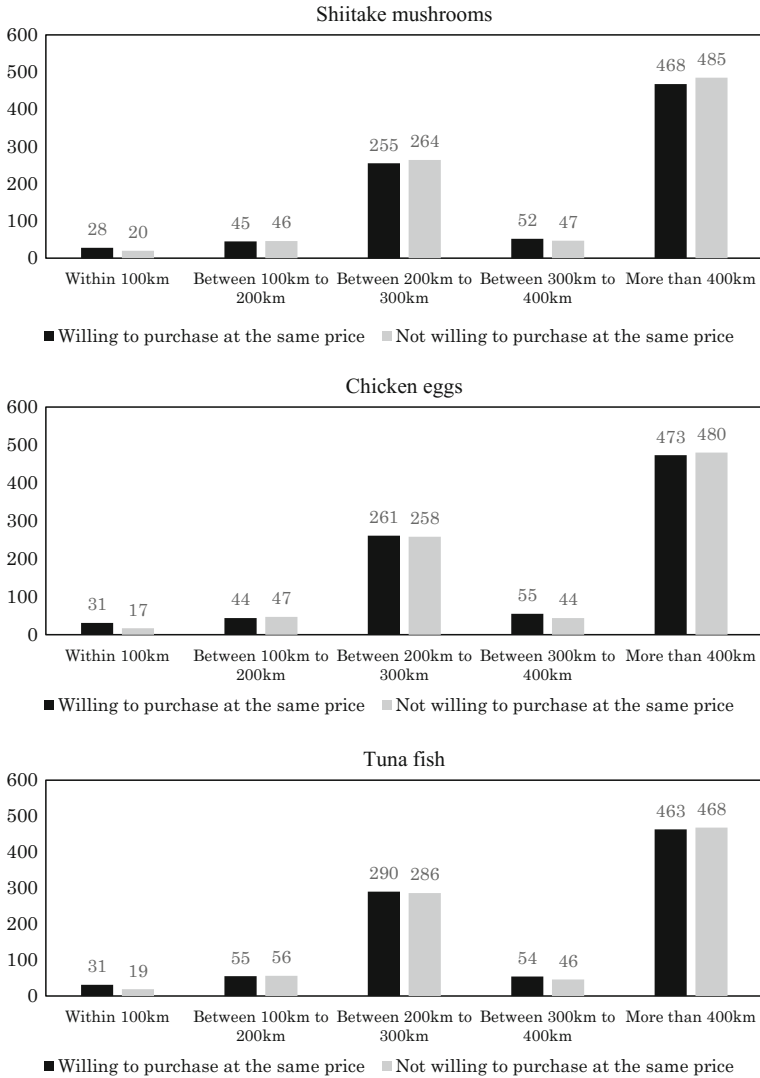 Shiitake mushrooms
600
500
400
300
200
100
0
28 20 45 46 255 264 52 47 468 485
Within 100km Between 100km to Between 200km to Between 300km to More than 400km
200km 300km 400km
Willing to purchase at the same price Not willing to purchase at the same price
Chicken eggs
600
500
400
300
200
100
0
31 17 44 47 261 258 55 44 473 480
Within 100km Between 100km to Between 200km to Between 300km to More than 400km
200km 300km 400km
Willing to purchase at the same price Not willing to purchase at the same price
Tuna fish
600
500
400
300
200
100
0
31 19 55 56 290 286 54 46 463 468
Within 100km Between 100km to Between 200km to Between 300km to More than 400km
200km 300km 400km
Willing to purchase at the same price Not willing to purchase at the same price